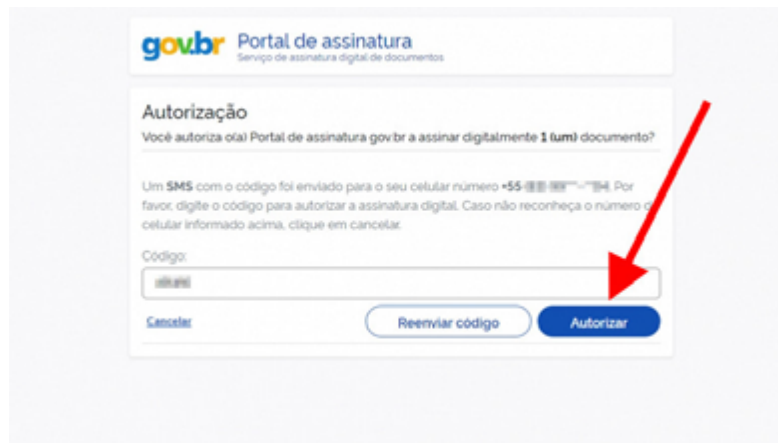 gov.br Portal de assinatura
Serviço de assinatura digital de documentos
Autorização
Você autoriza o(a) Portal de assinatura gov.br a assinar digitalmente 1 (um) documento?
Um SMS com o código foi enviado para o seu celular número +55 Por
favor, digite o código para autorizar a assinatura digital. Caso não reconheça o número
celular informado acima, clique em cancelar.
Código:
Cancelar Reenviar código Autorizar